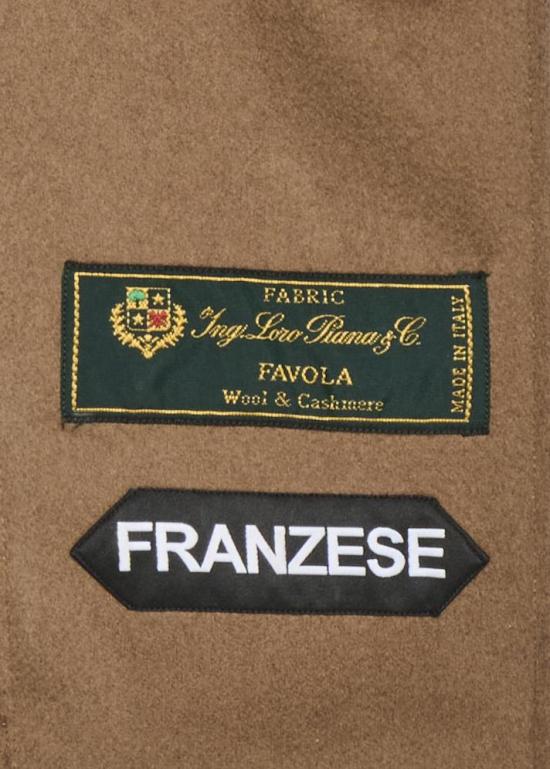 FABRIC
Ing. Loro Piana & C.
FAVOLA
Wool & Cashmere
MADE IN ITALY
FRANZESE